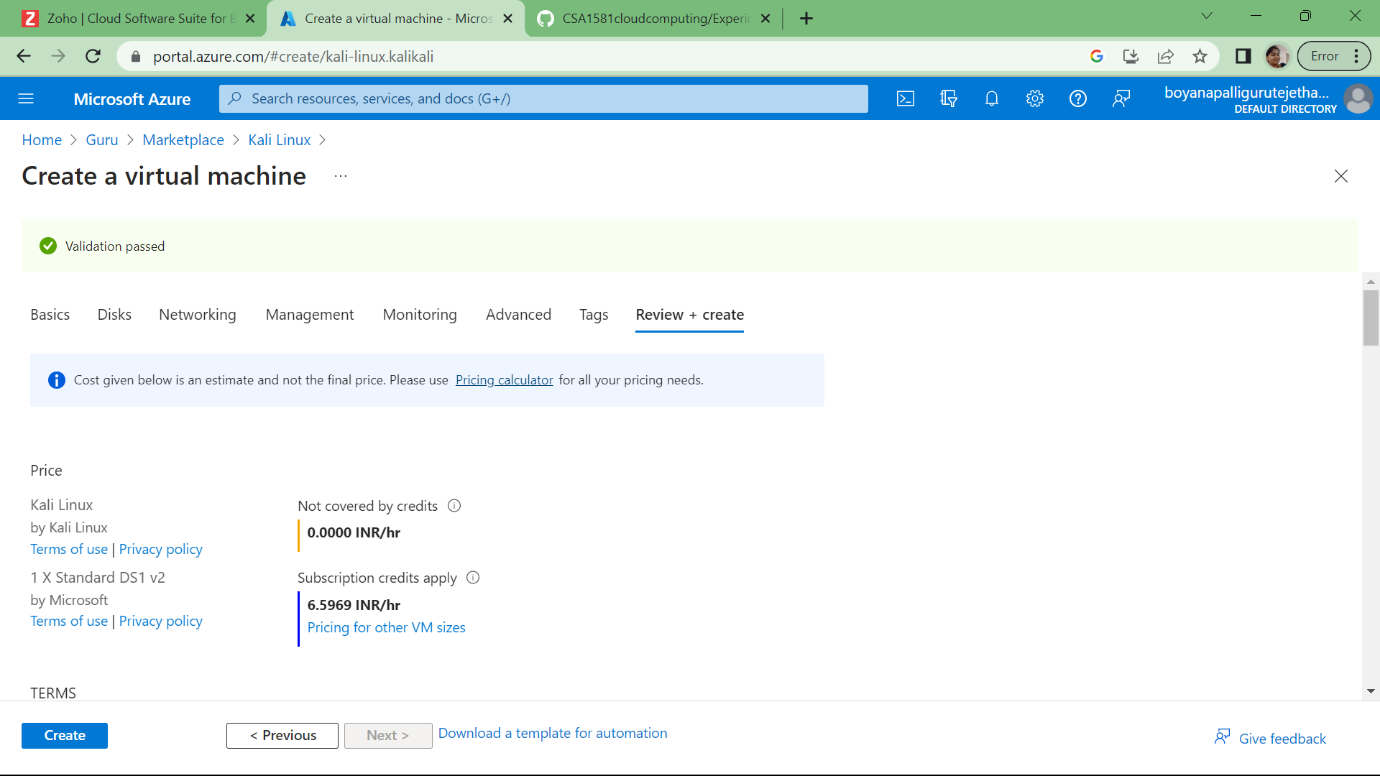 Zoho | Cloud Software Suite for B
Create a virtual machine - Micros
CSA1581cloudcomputing/Experin
portal.azure.com/#create/kali-linux.kalikali
Error
Microsoft Azure
Search resources, services, and docs (G+/)
boyanapalligurutejetha...
DEFAULT DIRECTORY
Home > Guru > Marketplace > Kali Linux >
Create a virtual machine ...
Validation passed
Basics Disks Networking Management Monitoring Advanced Tags Review + create
Cost given below is an estimate and not the final price. Please use Pricing calculator for all your pricing needs.
Price
Kali Linux
by Kali Linux
Terms of use | Privacy policy
Not covered by credits
0.0000 INR/hr
1 X Standard DS1 v2
by Microsoft
Terms of use | Privacy policy
Subscription credits apply
6.5969 INR/hr
Pricing for other VM sizes
TERMS
Create
< Previous
Next >
Download a template for automation
Give feedback